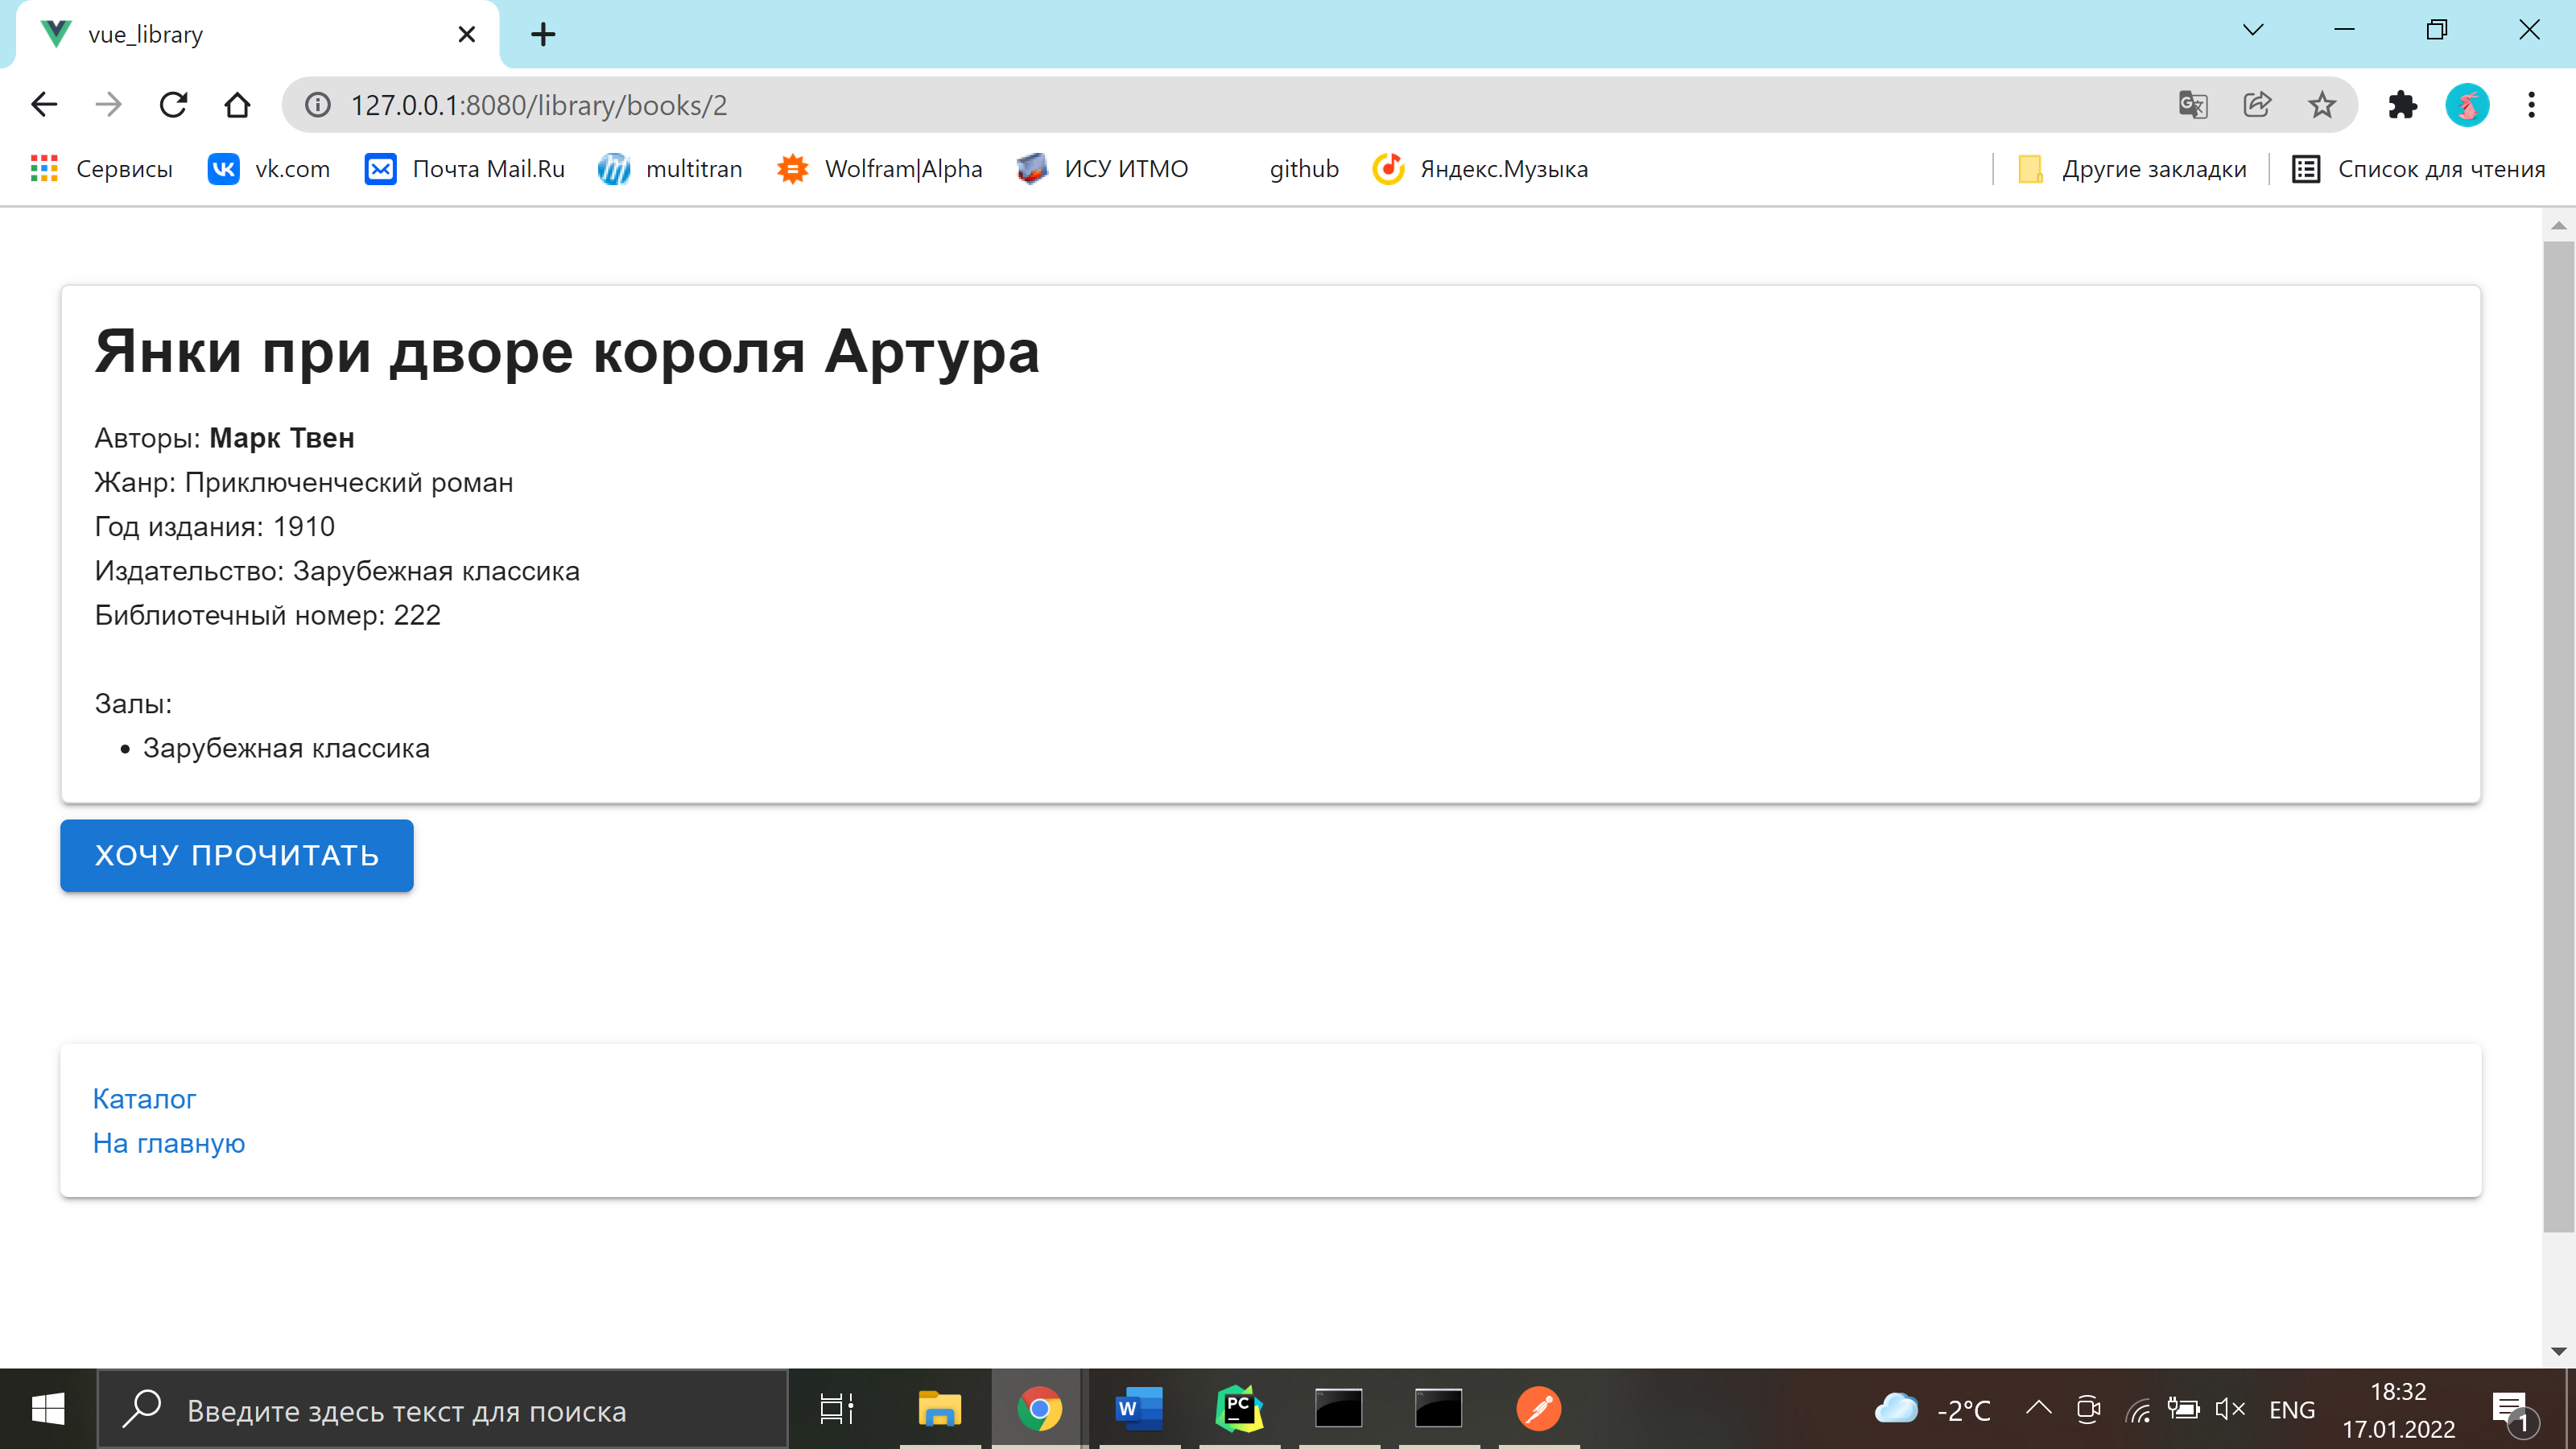 vue_library
127.0.0.1:8080/library/books/2
Сервисы vk.com Почта Mail.Ru multitran Wolfram|Alpha ИСУ ИТМО github Яндекс.Музыка Другие закладки Список для чтения
Янки при дворе короля Артура
Авторы: Марк Твен
Жанр: Приключенческий роман
Год издания: 1910
Издательство: Зарубежная классика
Библиотечный номер: 222
Залы:
• Зарубежная классика
ХОЧУ ПРОЧИТАТЬ
Каталог
На главную
Введите здесь текст для поиска
-2°C ENG
18:32
17.01.2022
1